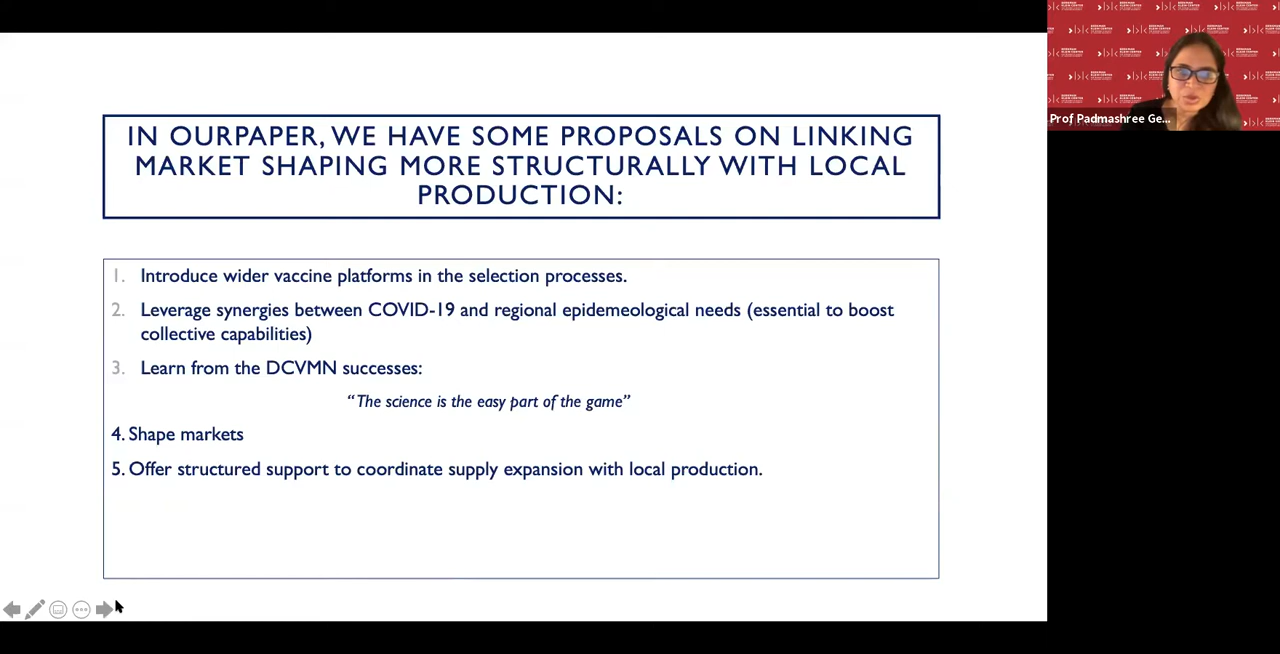 IN OURPAPER, WE HAVE SOME PROPOSALS ON LINKING
MARKET SHAPING MORE STRUCTURALLY WITH LOCAL
PRODUCTION:
1. Introduce wider vaccine platforms in the selection processes.
2. Leverage synergies between COVID-19 and regional epidemeological needs (essential to boost
collective capabilities)
3. Learn from the DCVMN successes:
“The science is the easy part of the game”
4. Shape markets
5. Offer structured support to coordinate supply expansion with local production.
Prof Padmashree Ge...